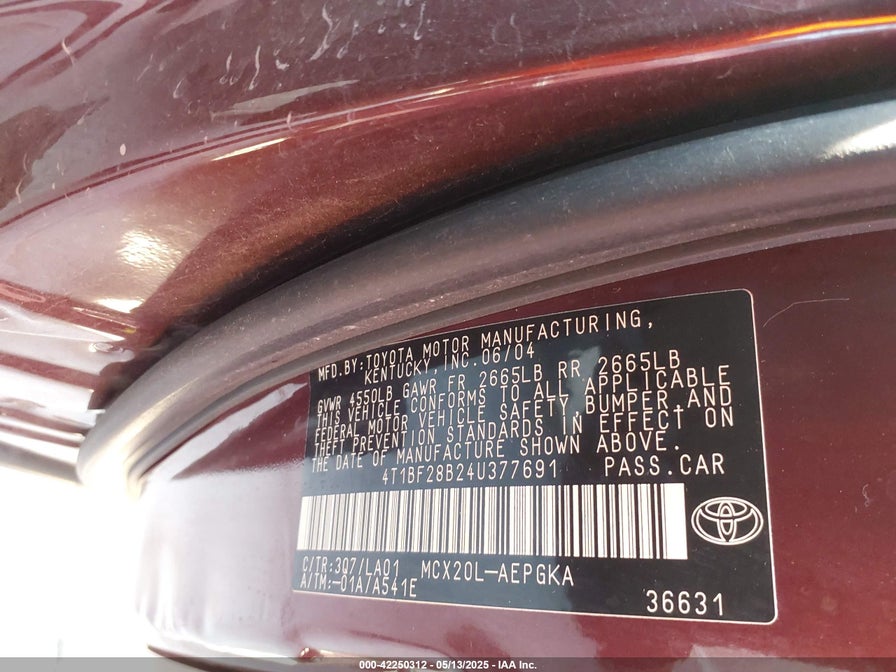 MFD.BY:TOYOTA MOTOR MANUFACTURING,
KENTUCKY,INC.06/04
GVWR 4550LB GAWR FR 2665LB RR 2665LB
THIS VEHICLE CONFORMS TO ALL APPLICABLE
FEDERAL MOTOR VEHICLE SAFETY,BUMPER,AND
THEFT PREVENTION STANDARDS IN EFFECT ON
THE DATE OF MANUFACTURE SHOWN ABOVE.
4T1BF28B24U377691 PASS.CAR
C/TR:3Q7/LA01 MCX20L-AEPGKA
A/TM:-01A/A541E
36631
000-42250312 - 05/13/2025 - IAA Inc.